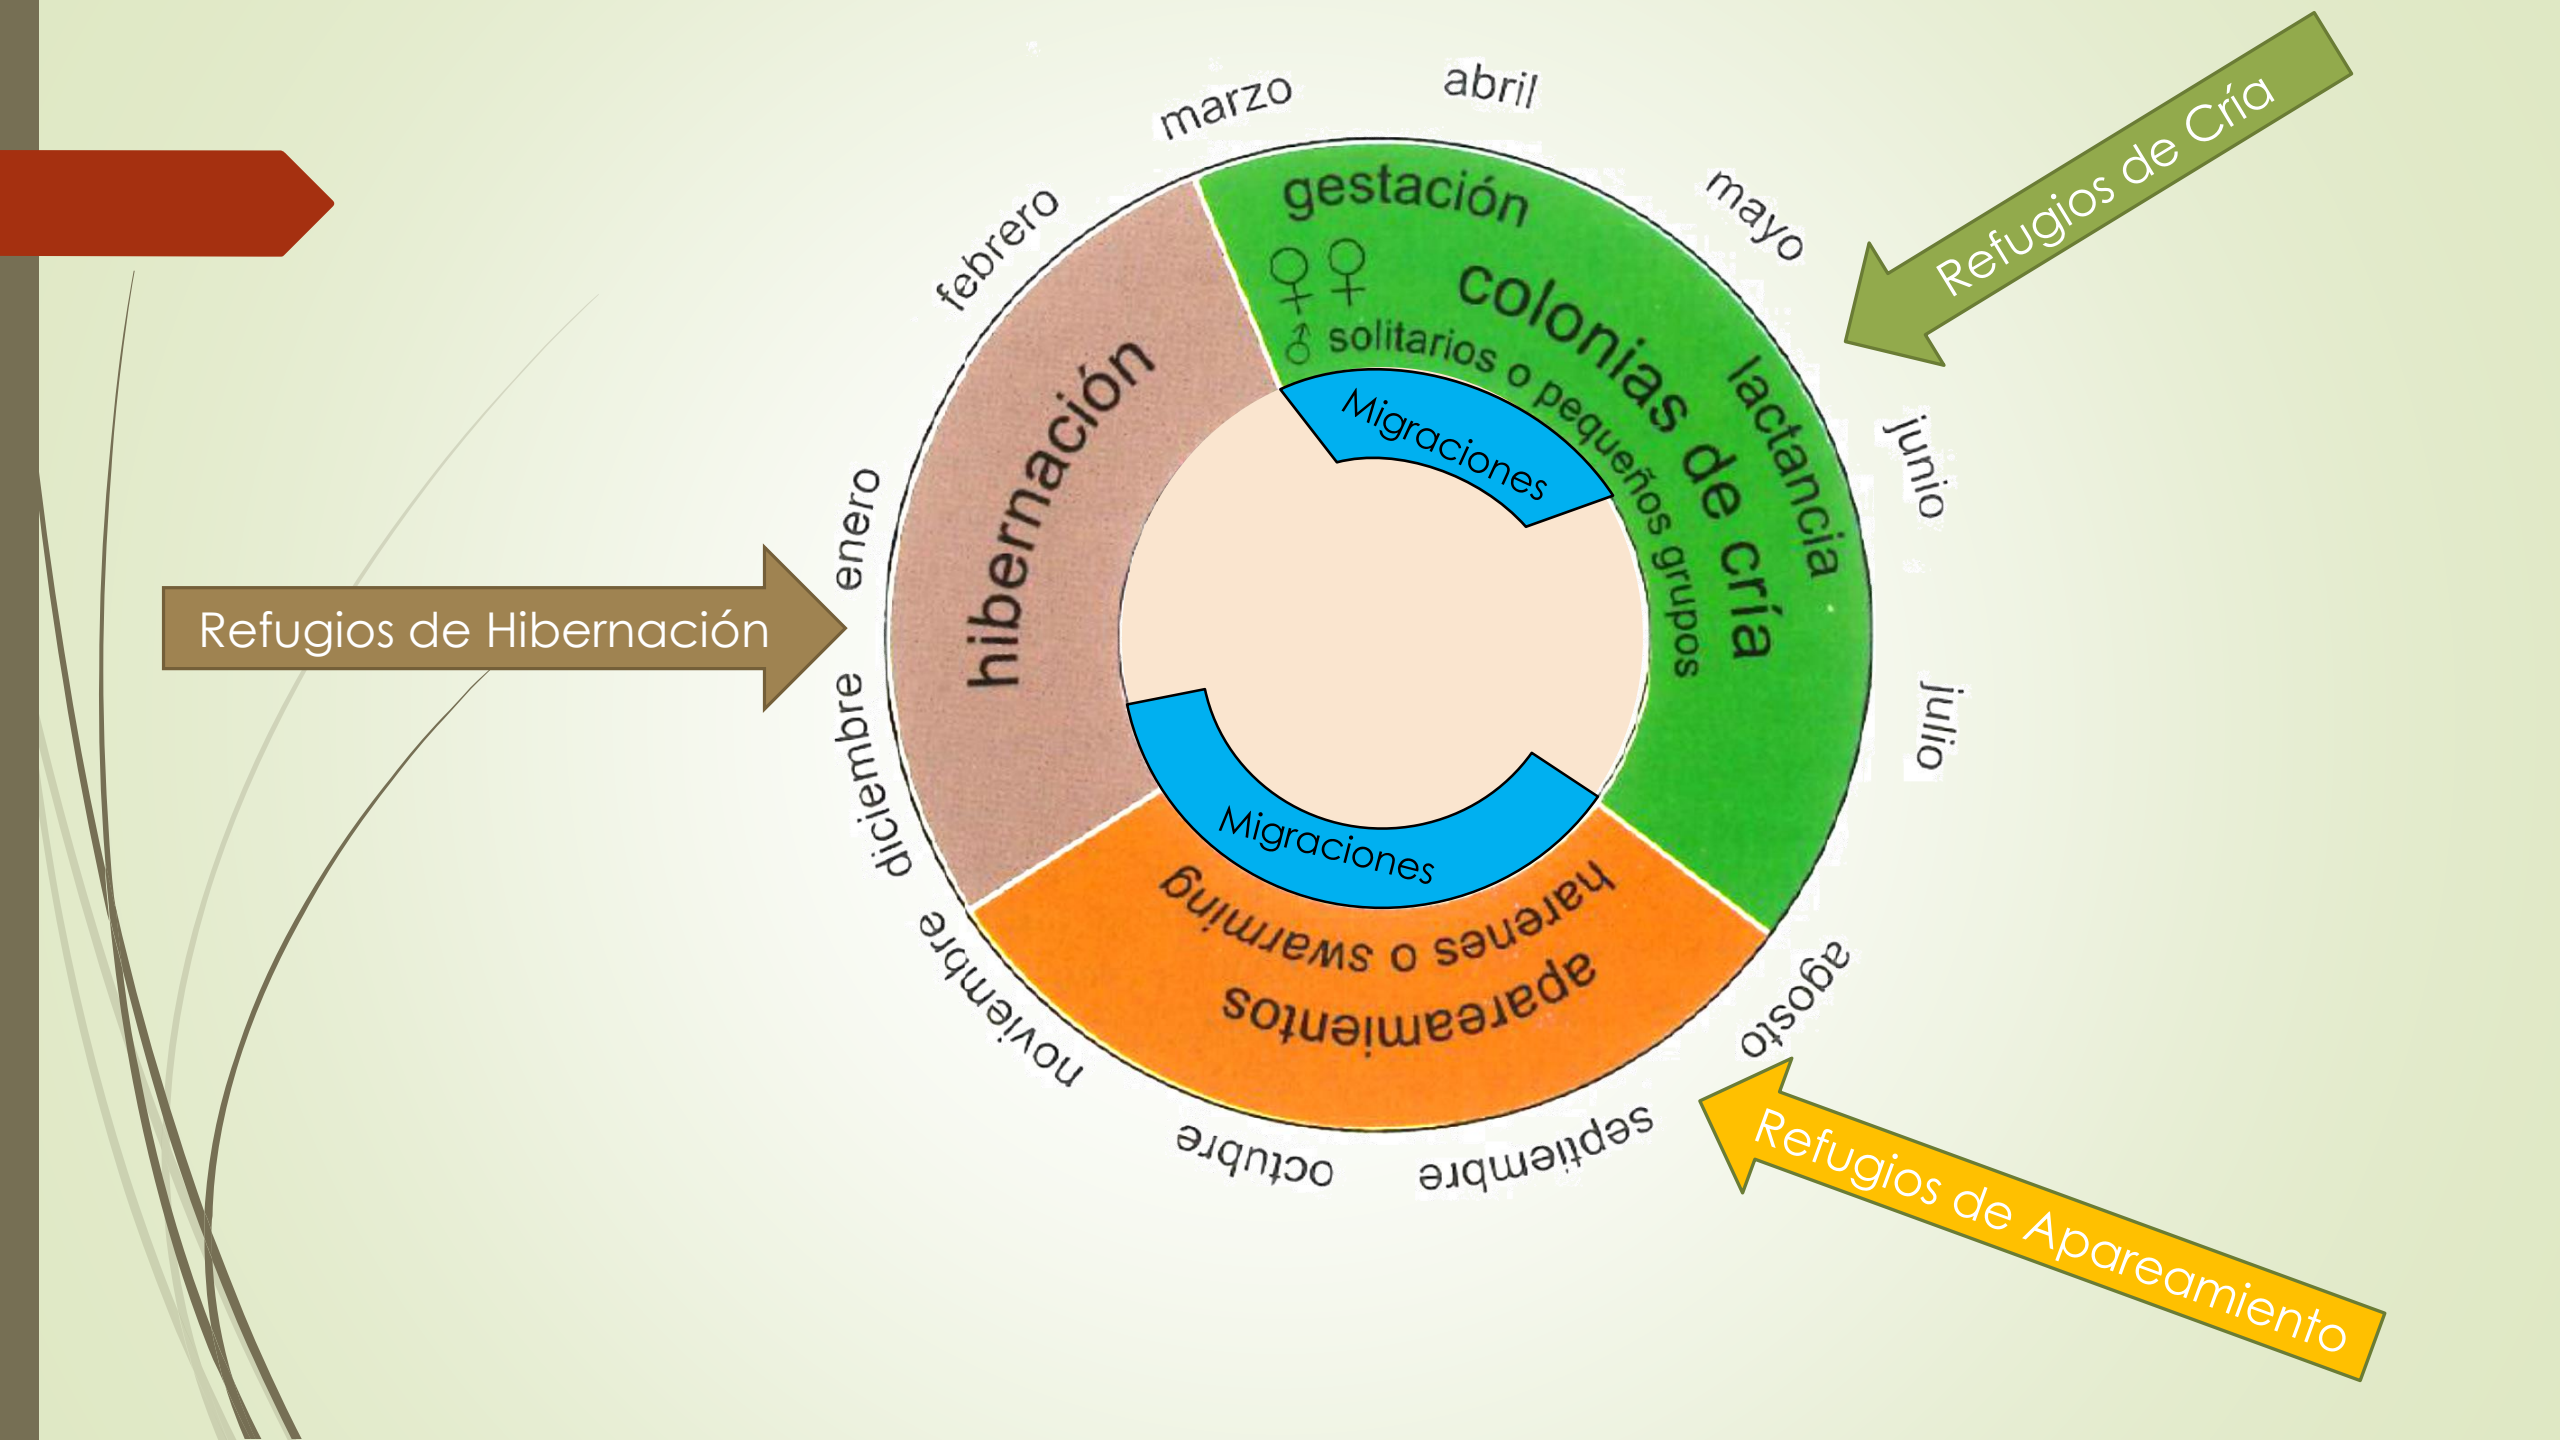 marzo
abril
mayo
junio
julio
agosto
septiembre
octubre
noviembre
diciembre
enero
febrero
gestación
♀♀
colonias de cría
♂ solitarios o pequeños grupos
lactancia
Migraciones
hibernación
Migraciones
harenes o swarming
apareamientos
Refugios de Cría
Refugios de Hibernación
Refugios de Apareamiento